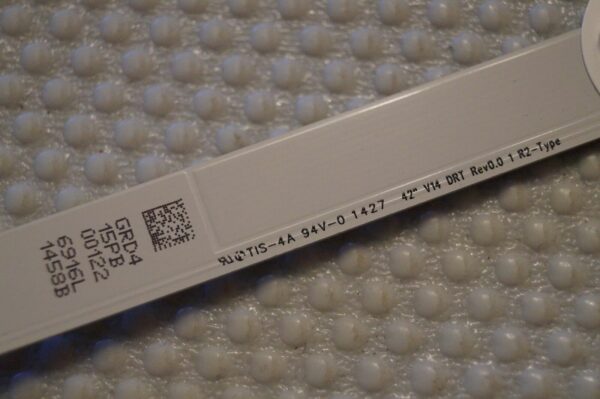 GRD4
15PB
00122
6916L
1458B
TIS-4A 94V-0 1427 42" V14 DRT Rev0.0 1 R2-Type